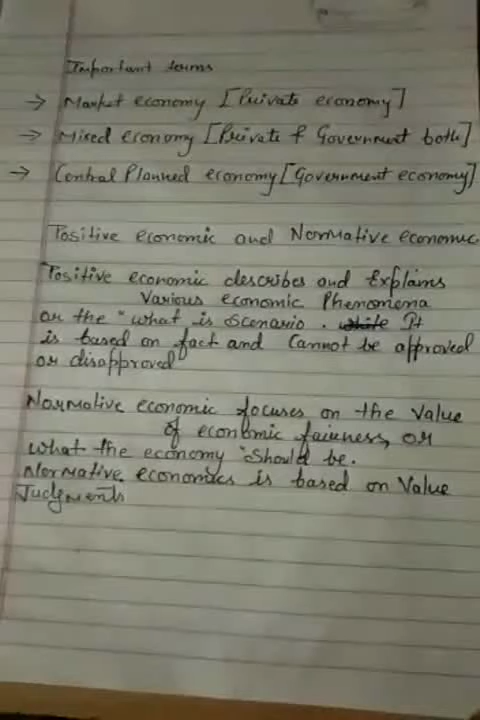 Important terms
→ Market economy [Private economy]
→ Mixed economy [Private & Government both]
→ Central Planned economy [Government economy]
Positive economic and Normative economic
Positive economic describes and Explains
Various economic Phenomena
or the "what is Scenario. while It
is based on fact and Cannot be approved
or disapproved
Normative economic focuses on the Value
of economic fairness, or
what the economy "Should be.
Normative economics is based on Value
Judgments